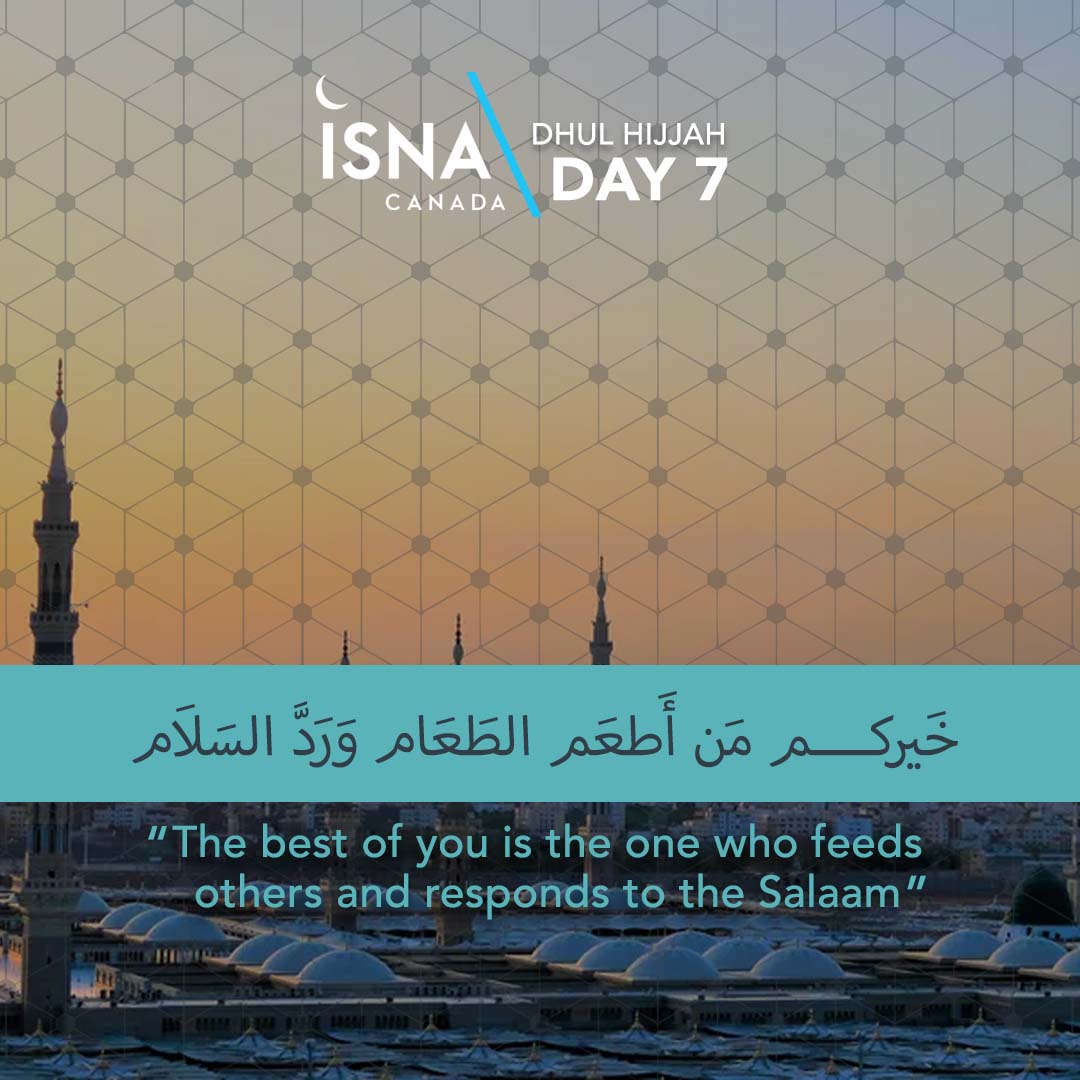 ISNA
CANADA
DHUL HIJJAH
DAY 7
خَيركـــم مَن أَطعَم الطَعَام وَرَدَّ السَلَام
“The best of you is the one who feeds
others and responds to the Salaam”